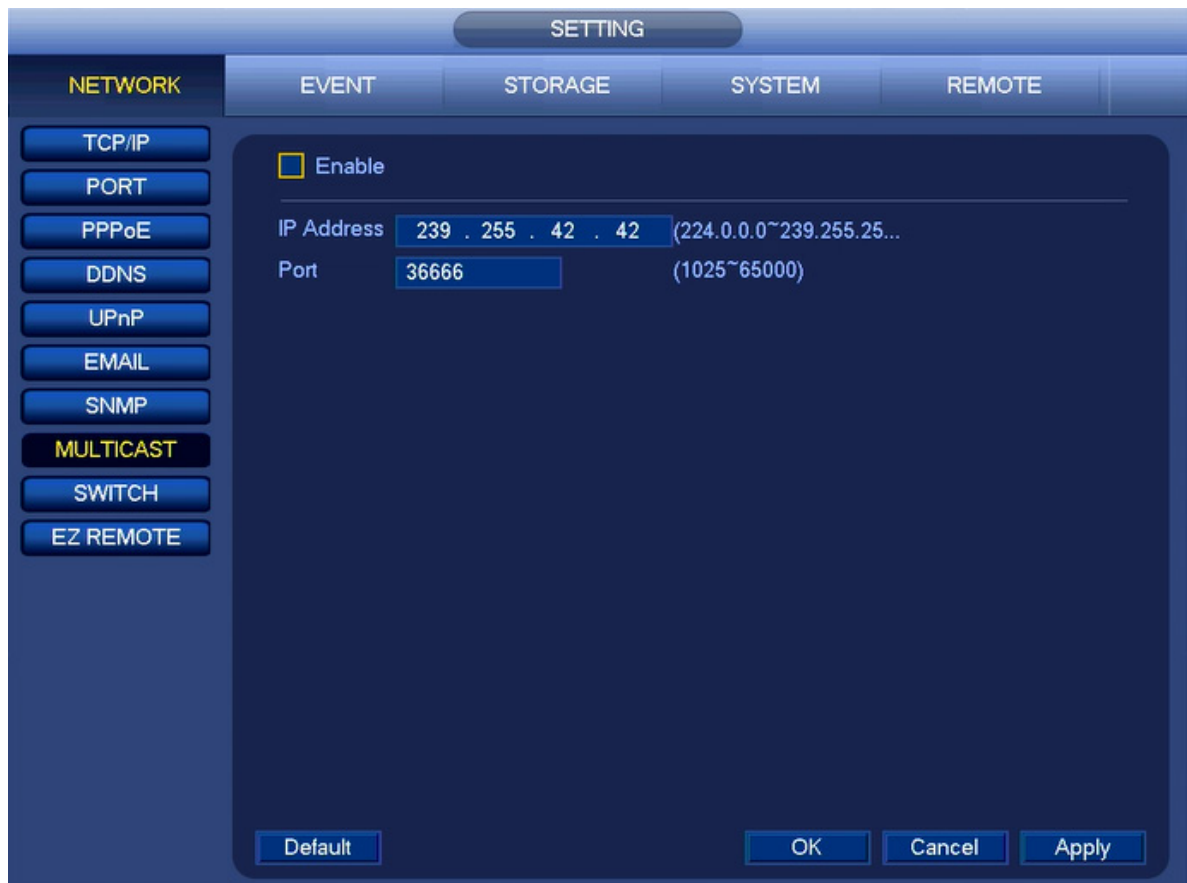 SETTING
NETWORK EVENT STORAGE SYSTEM REMOTE
TCP/IP
PORT
PPPoE
DDNS
UPnP
EMAIL
SNMP
MULTICAST
SWITCH
EZ REMOTE
Enable
IP Address 239 . 255 . 42 . 42 (224.0.0.0~239.255.25...
Port 36666 (1025~65000)
Default OK Cancel Apply